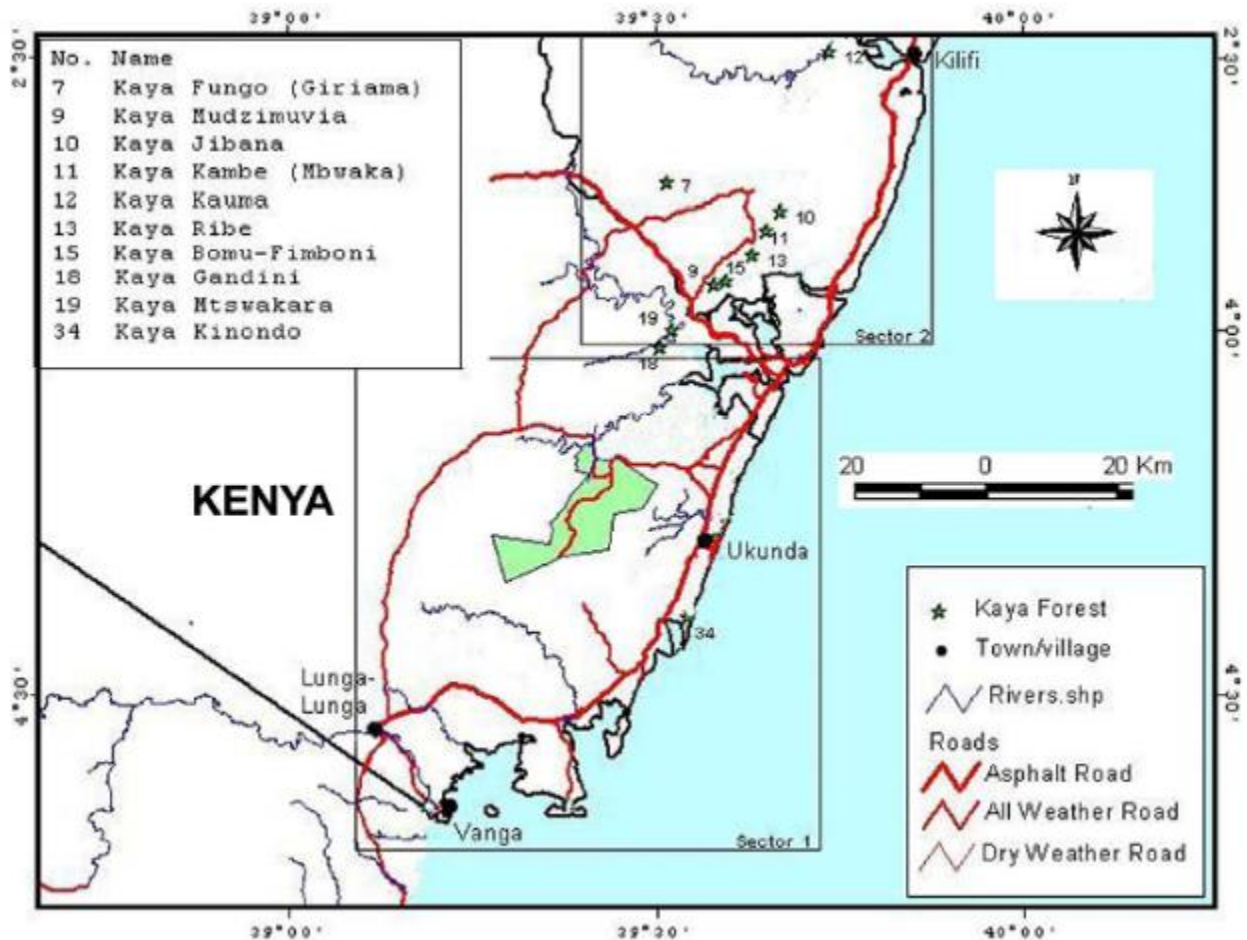 39°00'
39°30'
40°00'
2°30'
2°30'
No. Name
7 Kaya Fungo (Giriama)
9 Kaya Mudzimuvia
10 Kaya Jibana
11 Kaya Kambe (Mbwaka)
12 Kaya Kauma
13 Kaya Ribe
15 Kaya Bomu-Fimboni
18 Kaya Gandini
19 Kaya Mtswakara
34 Kaya Kinondo
12
Kilifi
7
10
11
13
15
9
19
18
Sector 2
N
4°00'
20 0 20 Km
KENYA
Ukunda
34
Lunga-
Lunga
4°30'
4°30'
Vanga
Sector 1
Kaya Forest
Town/village
Rivers.shp
Roads
Asphalt Road
All Weather Road
Dry Weather Road
39°00'
39°30'
40°00'